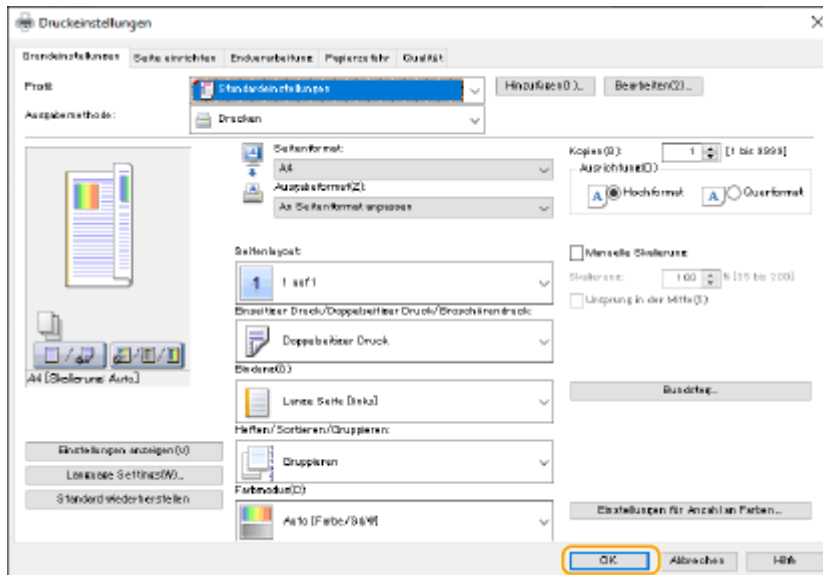 Druckeinstellungen
Grundeinstellungen Seite einrichten Endverarbeitung Papierzufuhr Qualität
Profil: Standardeinstellungen Hinzufügen(1)... Bearbeiten(2)...
Ausgabemethode: Drucken
Seitenformat:
A4
Ausgabeformat(Z):
An Seitenformat anpassen
Kopien(B): 1 [1 bis 9999]
Ausrichtung(D)
A Hochformat A Querformat
Seitenlayout:
1 1 auf 1
Manuelle Skalierung
Skalierung: 100 % [25 bis 200]
Ursprung in der Mitte(S)
Einseitiger Druck/Doppelseitiger Druck/Broschürendruck:
Doppelseitiger Druck
A4 [Skalierung: Auto]
Lange Seite [links]
Bundsteg...
Heften/Sortieren/Gruppieren:
Gruppieren
Einstellungen anzeigen(U)
Language Settings(W)...
Standard wiederherstellen
Auto [Farbe/S&W]
Einstellungen für Anzahl an Farben...
OK Abbrechen Hilfe